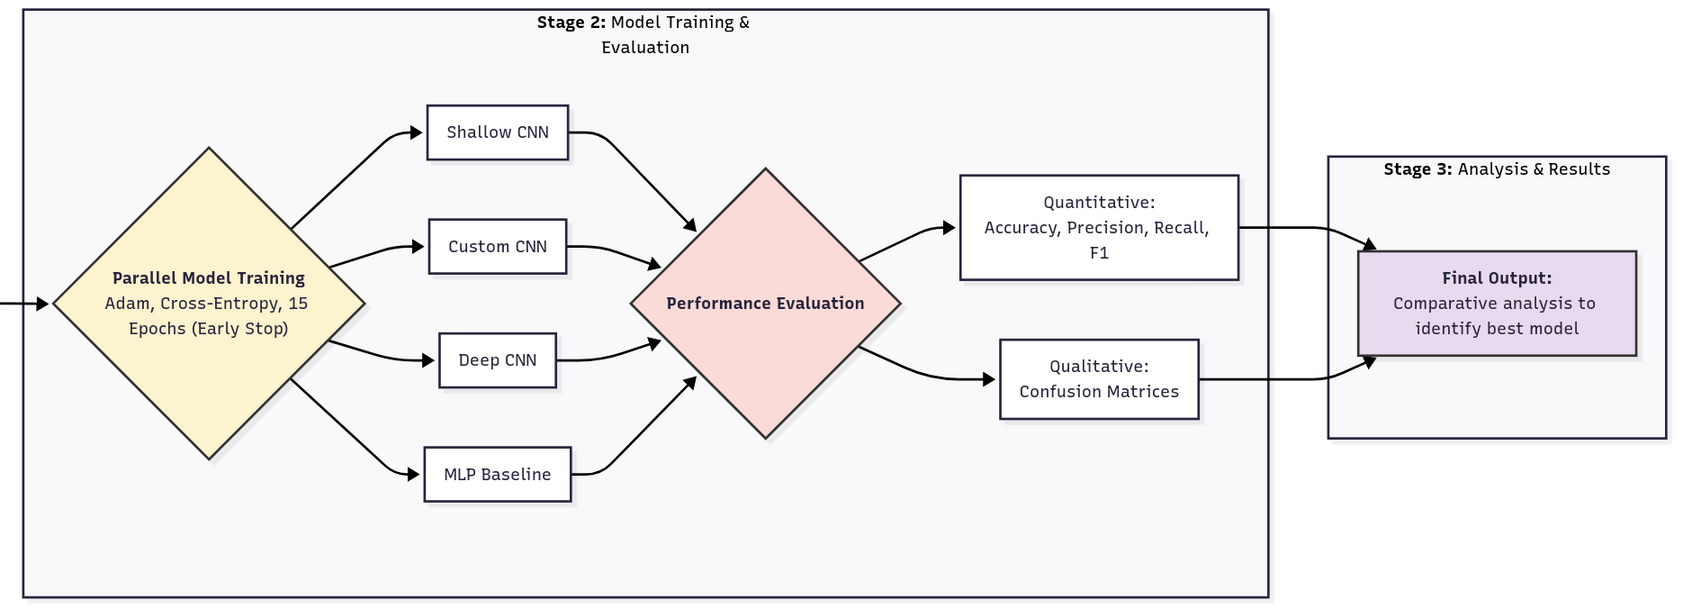 Stage 2: Model Training &
Evaluation
Shallow CNN
Custom CNN
Deep CNN
MLP Baseline
Parallel Model Training
Adam, Cross-Entropy, 15
Epochs (Early Stop)
Performance Evaluation
Quantitative:
Accuracy, Precision, Recall,
F1
Qualitative:
Confusion Matrices
Stage 3: Analysis & Results
Final Output:
Comparative analysis to
identify best model